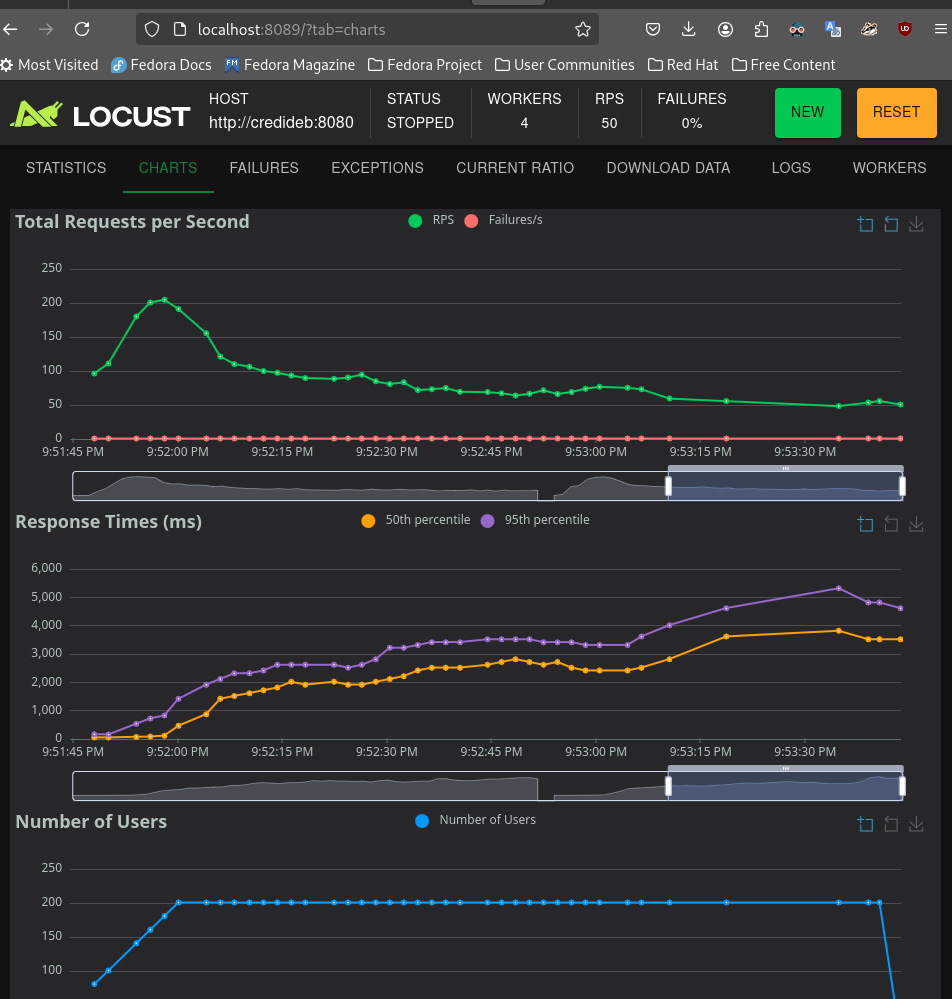 localhost:8089/?tab=charts
Most Visited Fedora Docs Fedora Magazine Fedora Project User Communities Red Hat Free Content
LOCUST
HOST
http://credideb:8080
STATUS
STOPPED
WORKERS
4
RPS
50
FAILURES
0%
NEW
RESET
STATISTICS CHARTS FAILURES EXCEPTIONS CURRENT RATIO DOWNLOAD DATA LOGS WORKERS
Total Requests per Second
RPS Failures/s
250
200
150
100
50
0
9:51:45 PM 9:52:00 PM 9:52:15 PM 9:52:30 PM 9:52:45 PM 9:53:00 PM 9:53:15 PM 9:53:30 PM
Response Times (ms)
50th percentile 95th percentile
6,000
5,000
4,000
3,000
2,000
1,000
0
9:51:45 PM 9:52:00 PM 9:52:15 PM 9:52:30 PM 9:52:45 PM 9:53:00 PM 9:53:15 PM 9:53:30 PM
Number of Users
Number of Users
250
200
150
100